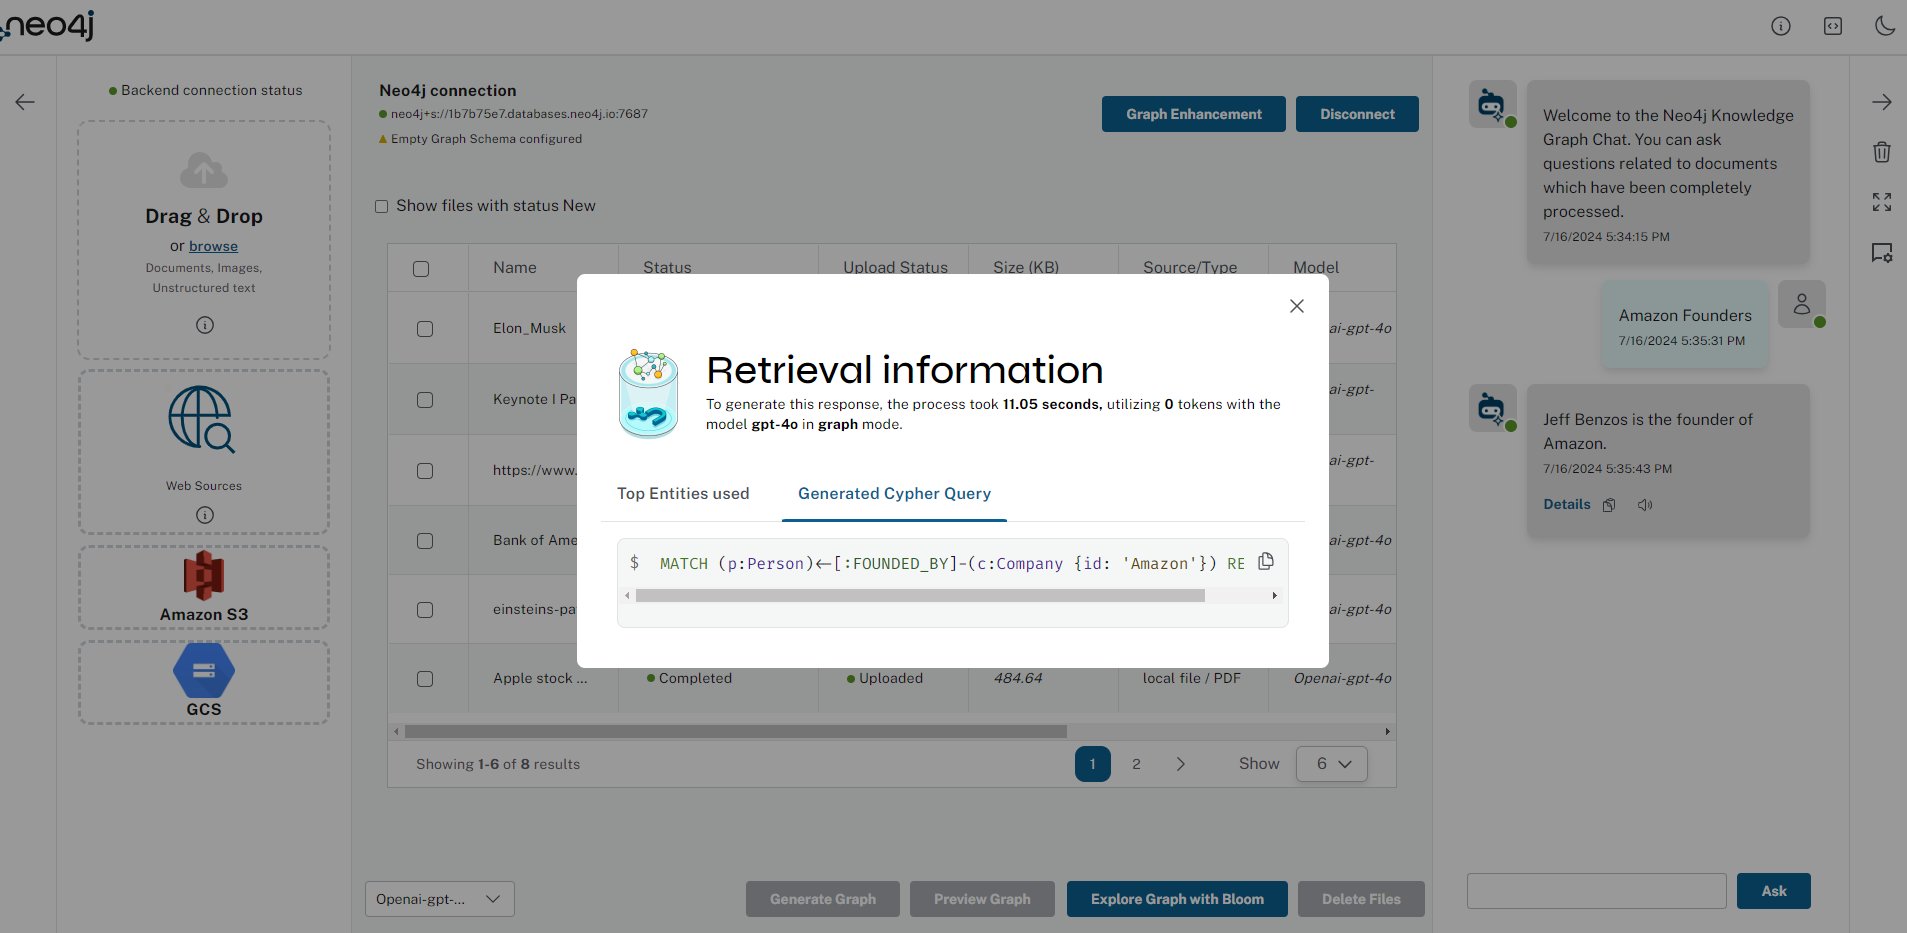 neo4j
Backend connection status
Drag & Drop
or browse
Documents, Images,
Unstructured text
Web Sources
Amazon S3
GCS
Neo4j connection
neo4j+s://1b7b75e7.databases.neo4j.io:7687
Empty Graph Schema configured
Graph Enhancement
Disconnect
Show files with status New
Name Status Upload Status Size (KB) Source/Type Model
Elon_Musk ai-gpt-4o
Keynote I Pa ai-gpt-
https://www. ai-gpt-
Bank of Ame ai-gpt-4o
einsteins-pa ai-gpt-4o
Apple stock ... Completed Uploaded 484.64 local file / PDF Openai-gpt-4o
Showing 1-6 of 8 results
1 2 Show 6
Openai-gpt-...
Generate Graph
Preview Graph
Explore Graph with Bloom
Delete Files
Retrieval information
To generate this response, the process took 11.05 seconds, utilizing 0 tokens with the
model gpt-4o in graph mode.
Top Entities used
Generated Cypher Query
$ MATCH (p:Person)<-[:FOUNDED_BY]-(c:Company {id: 'Amazon'}) RE
Welcome to the Neo4j Knowledge
Graph Chat. You can ask
questions related to documents
which have been completely
processed.
7/16/2024 5:34:15 PM
Amazon Founders
7/16/2024 5:35:31 PM
Jeff Benzos is the founder of
Amazon.
7/16/2024 5:35:43 PM
Details
Ask